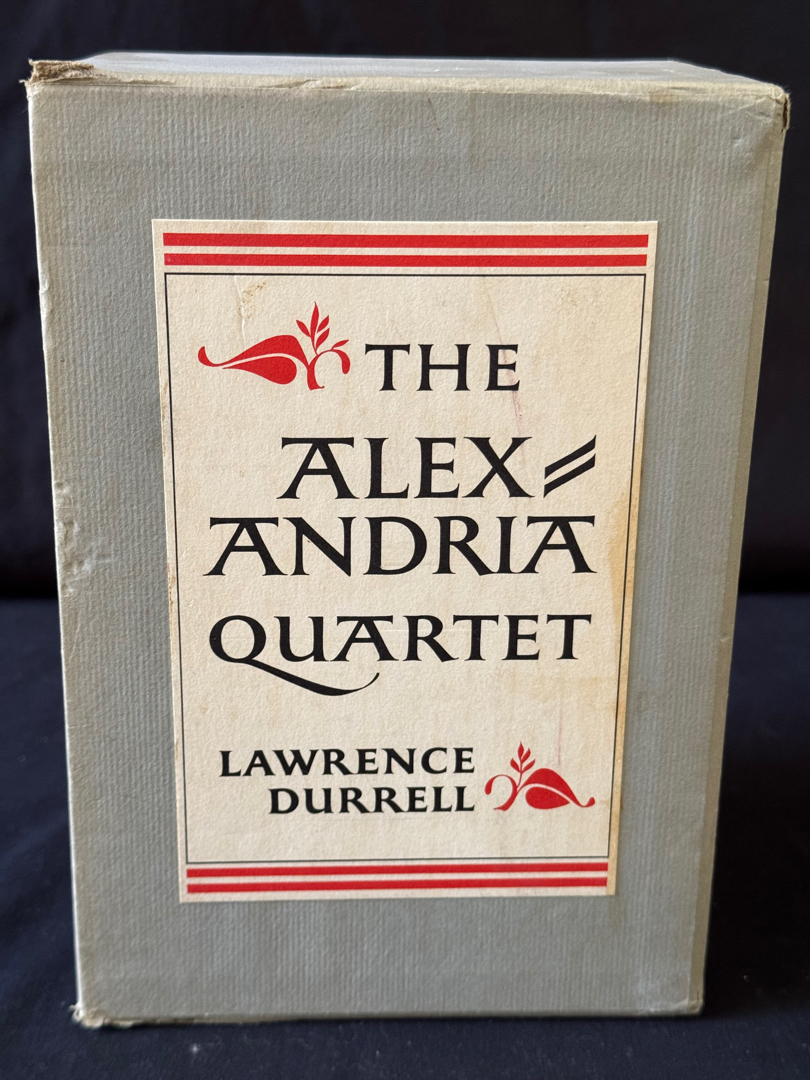 THE
ALEX=
ANDRIA
QUARTET
LAWRENCE
DURRELL